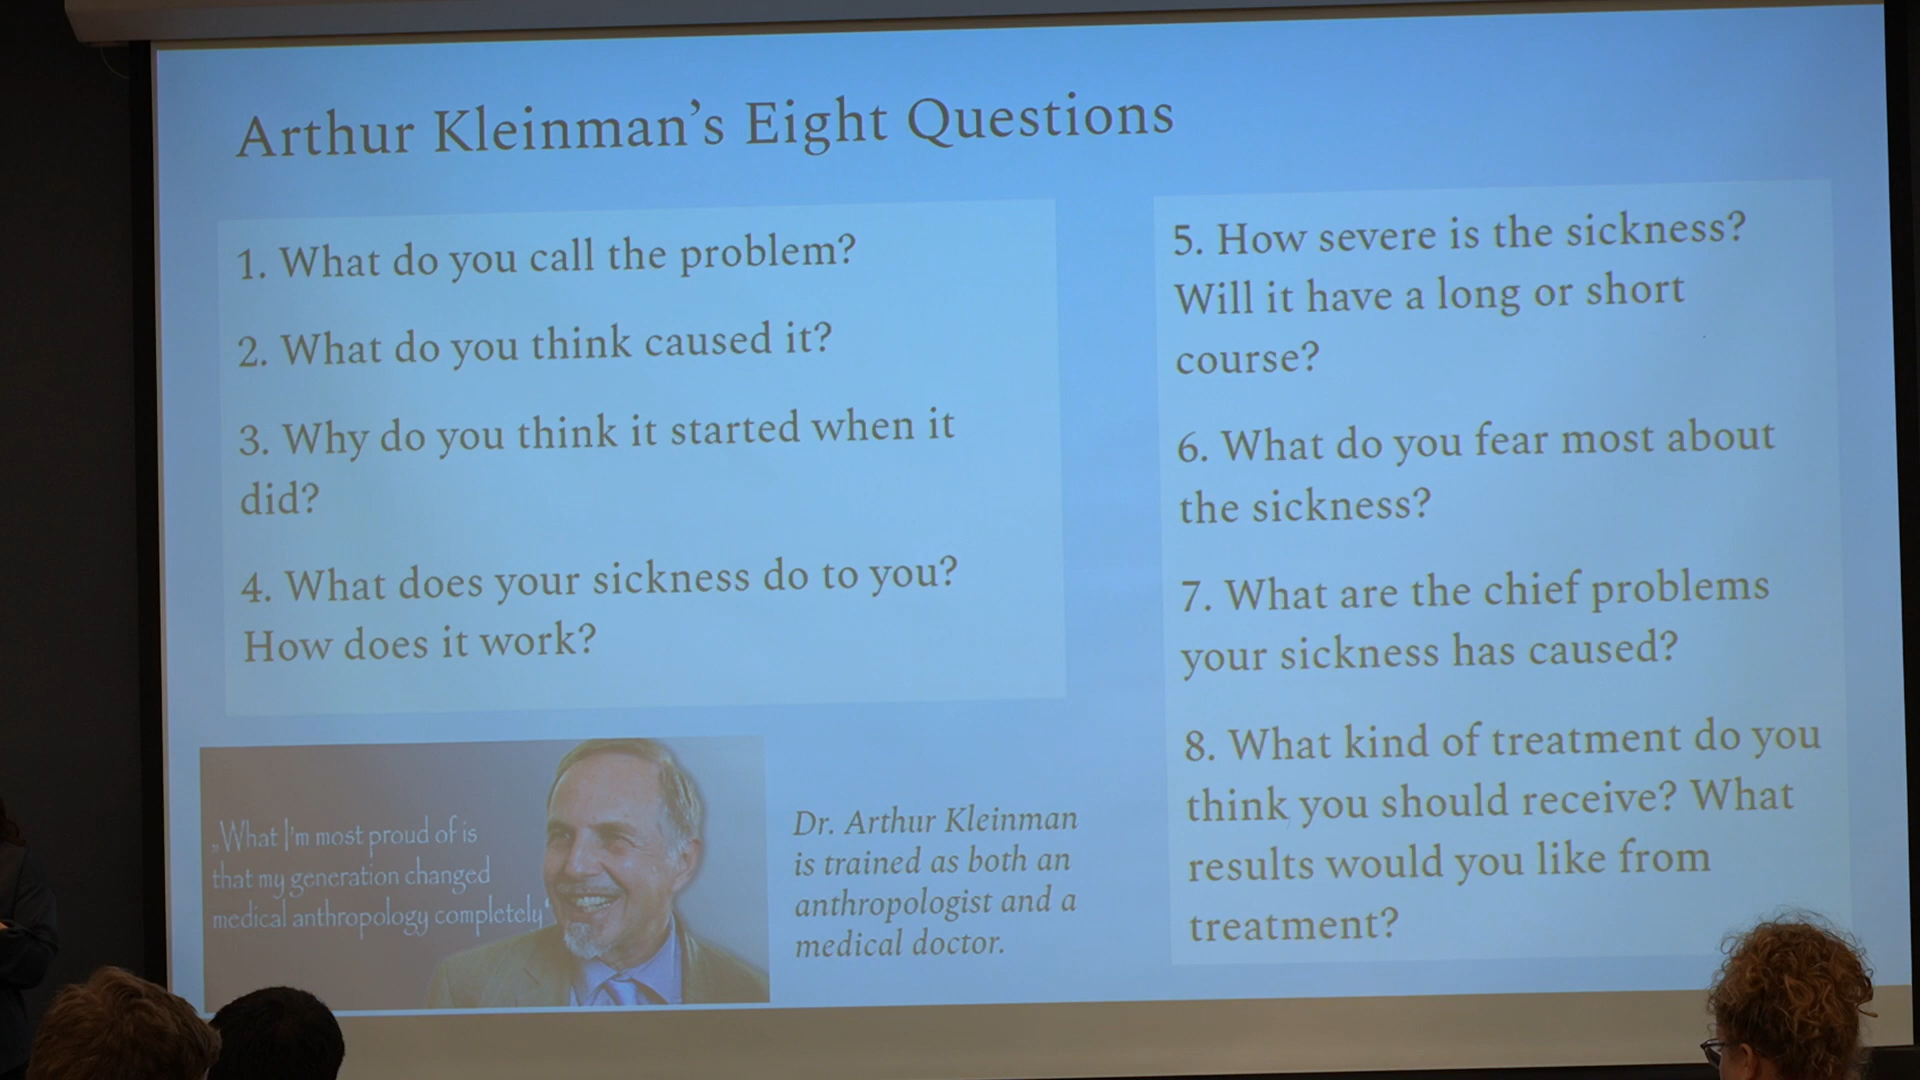 Arthur Kleinman’s Eight Questions
1. What do you call the problem?
2. What do you think caused it?
3. Why do you think it started when it
did?
4. What does your sickness do to you?
How does it work?
5. How severe is the sickness?
Will it have a long or short
course?
6. What do you fear most about
the sickness?
7. What are the chief problems
your sickness has caused?
8. What kind of treatment do you
think you should receive? What
results would you like from
treatment?
„What I'm most proud of is
that my generation changed
medical anthropology completely“
Dr. Arthur Kleinman
is trained as both an
anthropologist and a
medical doctor.